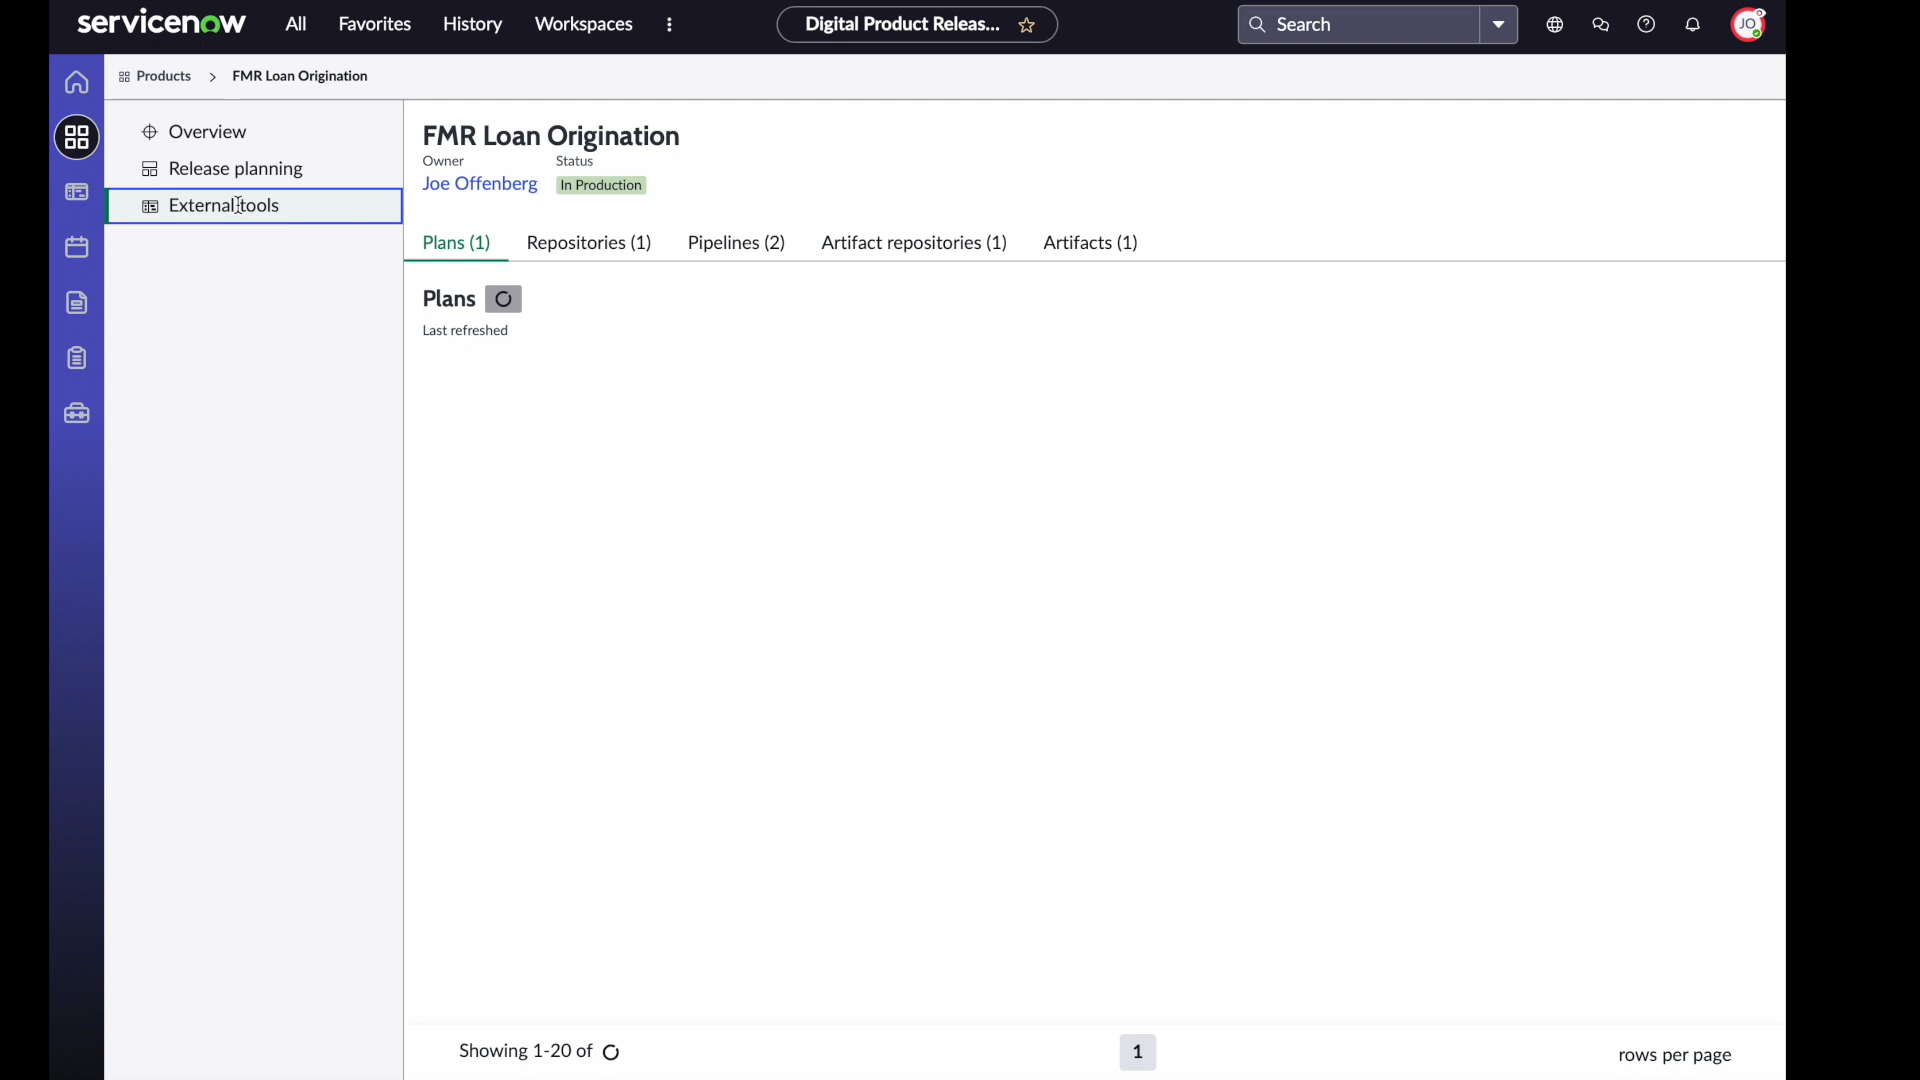 servicenow All Favorites History Workspaces Digital Product Releas... Search JO
Products > FMR Loan Origination
Overview
Release planning
External tools
FMR Loan Origination
Owner Status
Joe Offenberg In Production
Plans (1) Repositories (1) Pipelines (2) Artifact repositories (1) Artifacts (1)
Plans
Last refreshed
Showing 1-20 of 1 rows per page